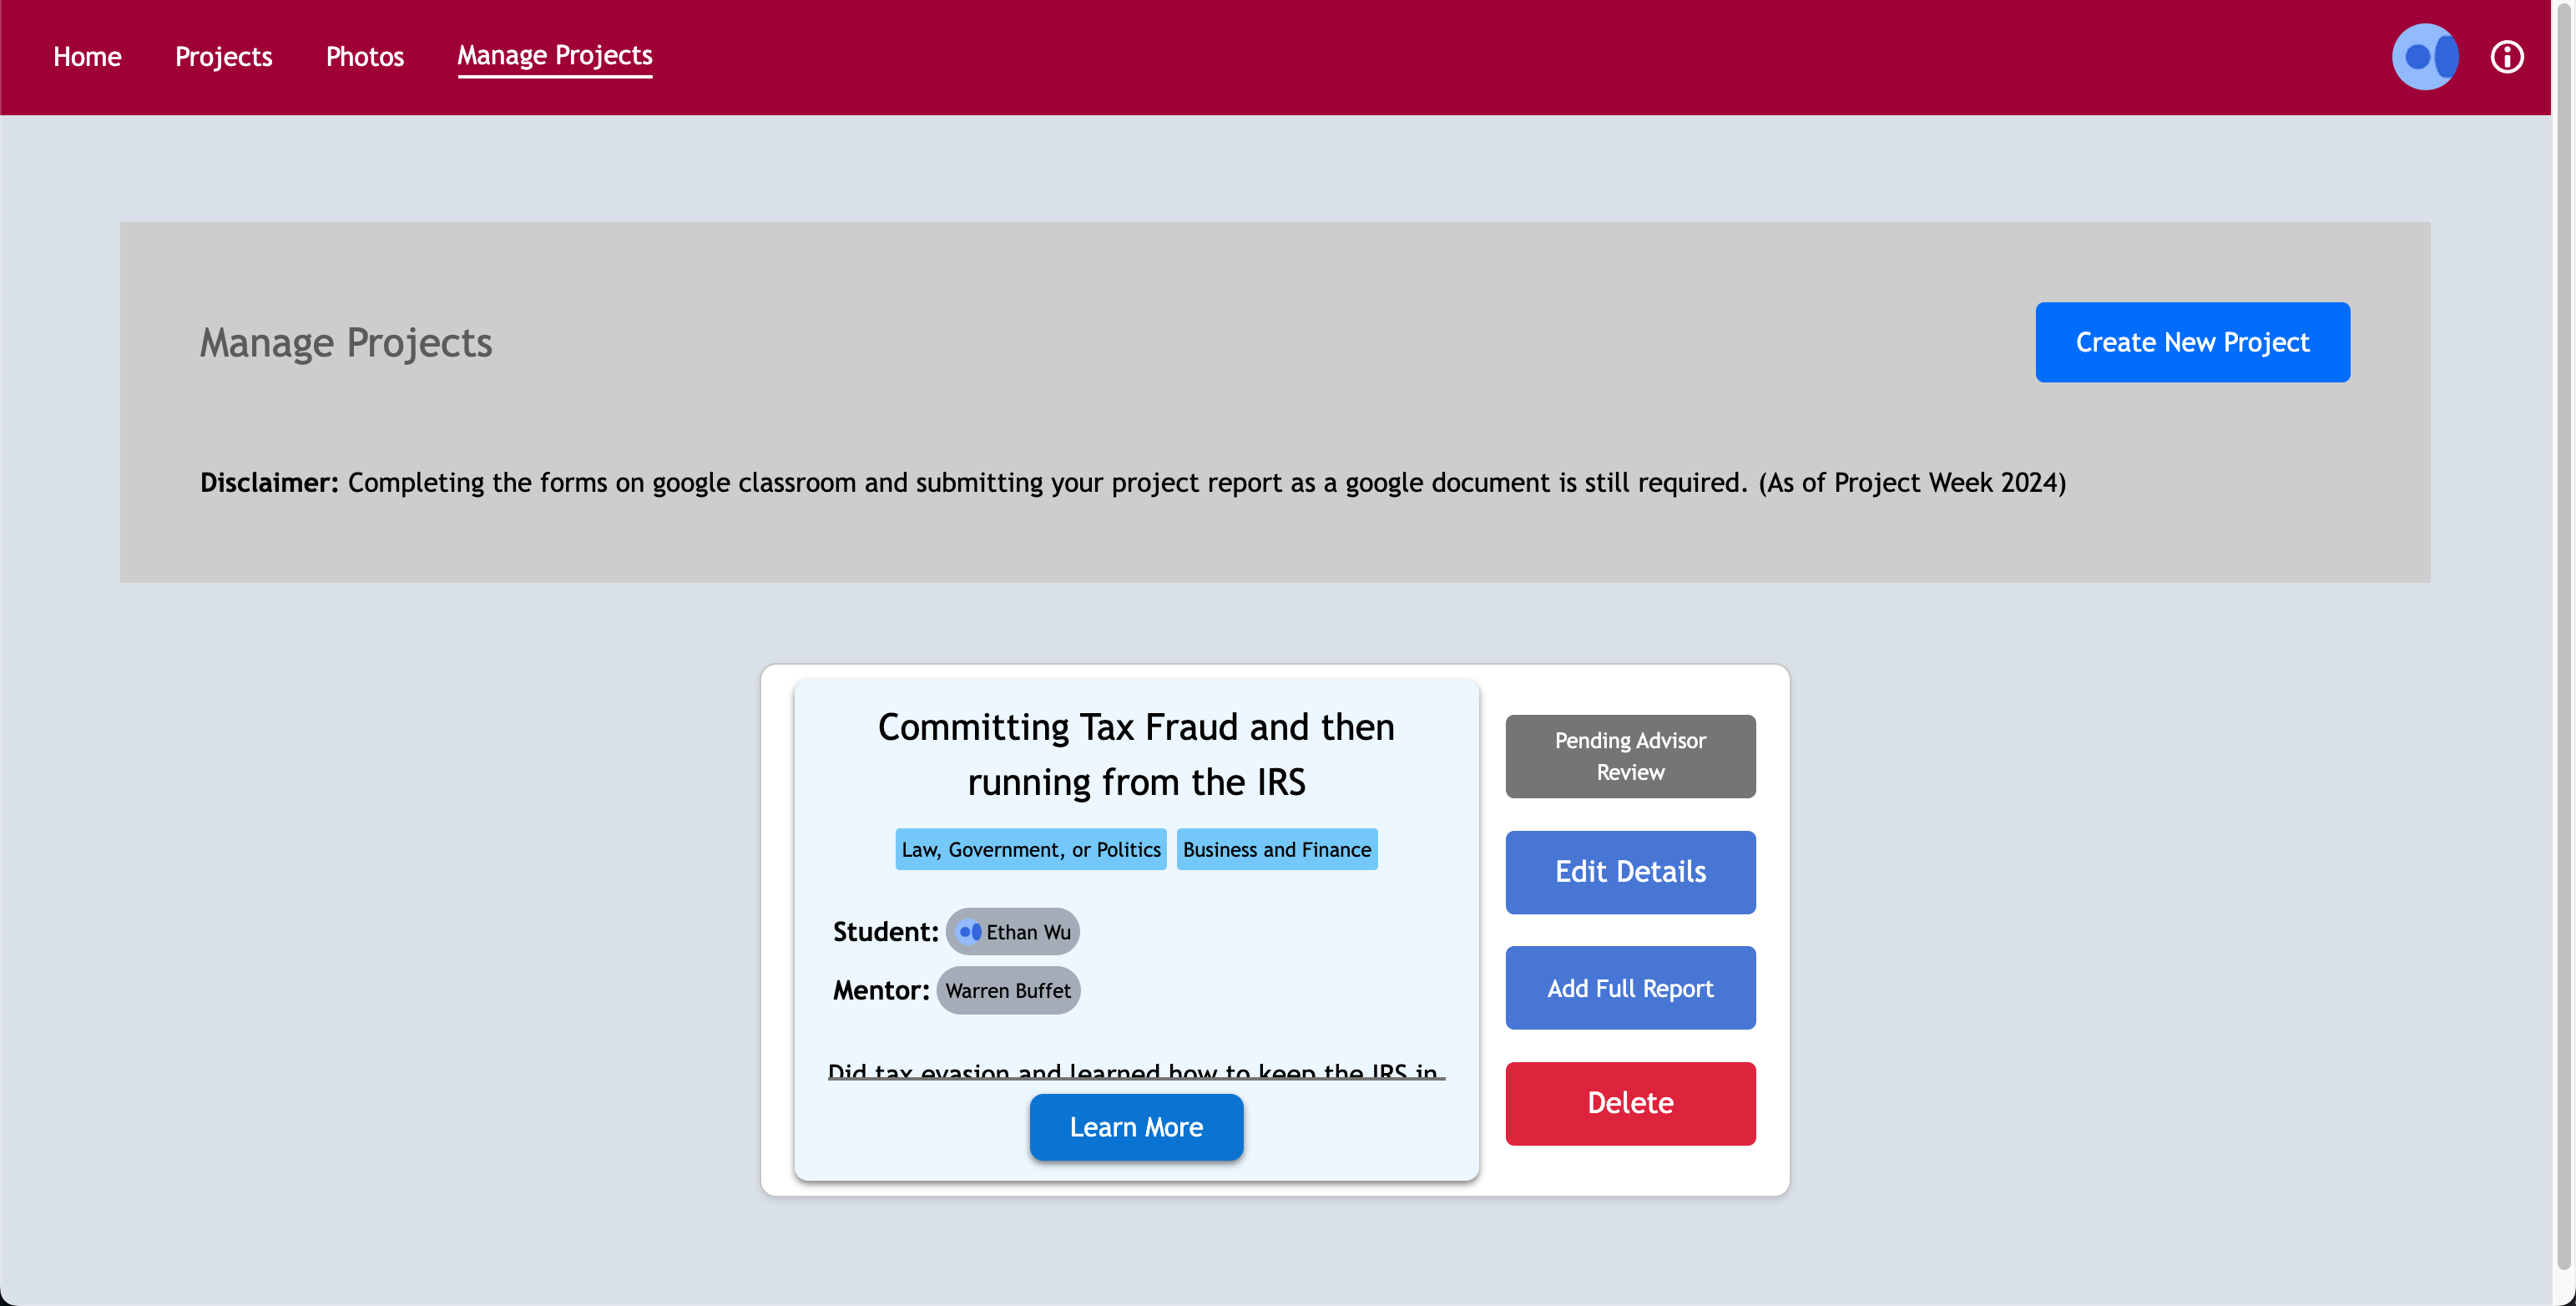 Home Projects Photos Manage Projects
Manage Projects
Create New Project
Disclaimer: Completing the forms on google classroom and submitting your project report as a google document is still required. (As of Project Week 2024)
Committing Tax Fraud and then
running from the IRS
Law, Government, or Politics Business and Finance
Student: Ethan Wu
Mentor: Warren Buffet
Did tax evasion and learned how to keep the IRS in
Learn More
Pending Advisor
Review
Edit Details
Add Full Report
Delete